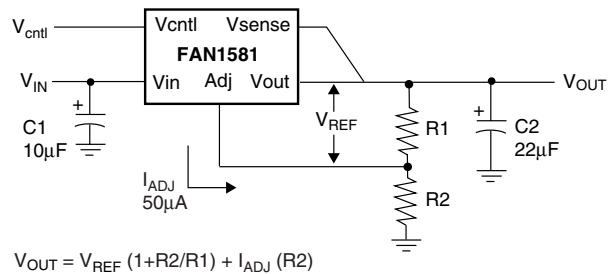 Vcntl
Vcntl Vsense
FAN1581
VIN
Vin Adj Vout
VOUT
+
C1
10µF
VREF
R1
+
C2
22µF
IADJ
50µA
R2
VOUT = VREF (1+R2/R1) + IADJ (R2)